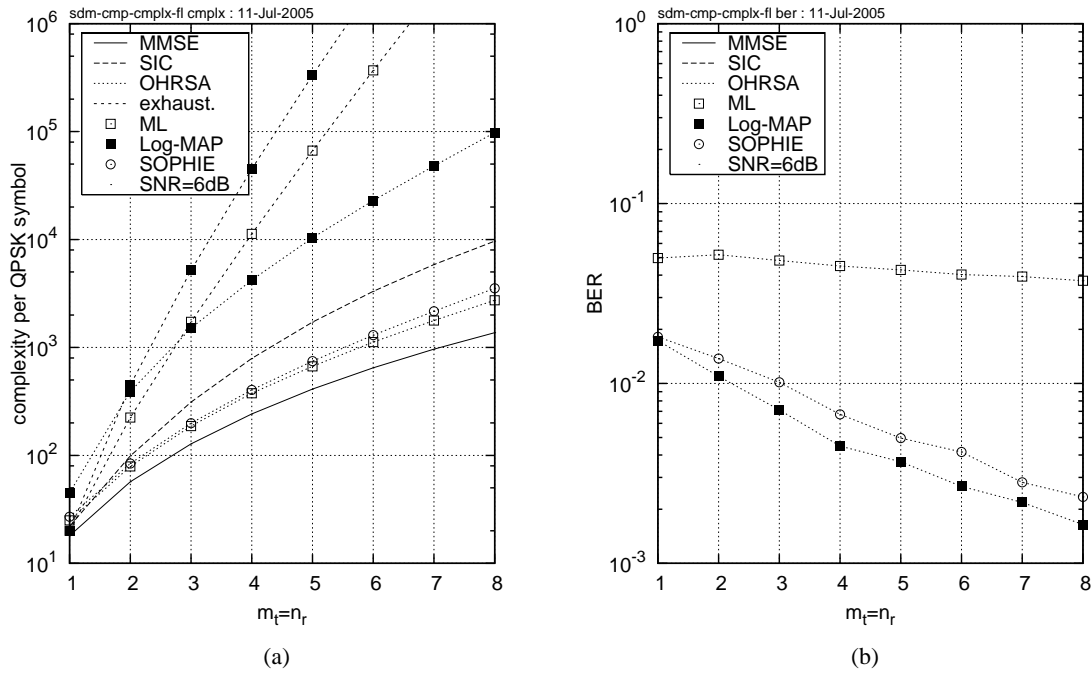 sdm-cmp-cmplx-fl cmplx : 11-Jul-2005
MMSE
SIC
OHRSA
exhaust.
ML
Log-MAP
SOPHIE
SNR=6dB
10^6
10^5
10^4
10^3
10^2
10^1
complexity per QPSK symbol
1 2 3 4 5 6 7 8
m_t=n_r
(a)
sdm-cmp-cmplx-fl ber : 11-Jul-2005
MMSE
SIC
OHRSA
ML
Log-MAP
SOPHIE
SNR=6dB
10^0
10^-1
10^-2
10^-3
BER
1 2 3 4 5 6 7 8
m_t=n_r
(b)